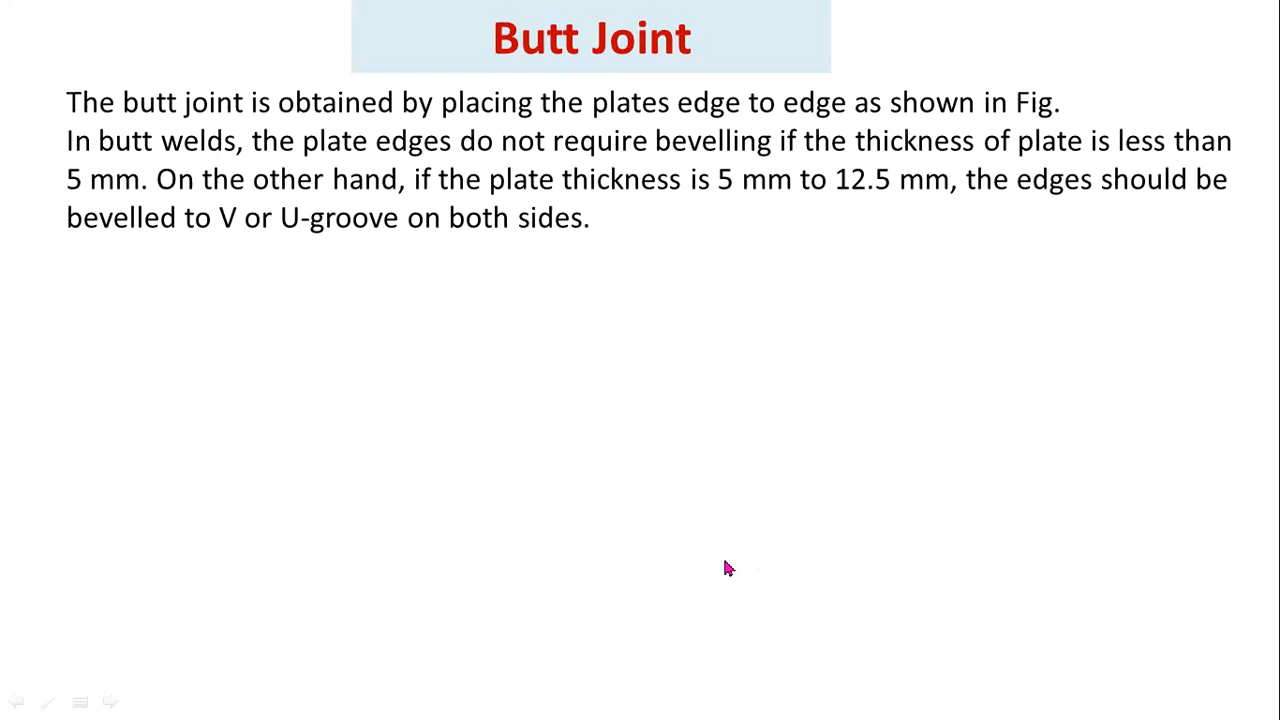 Butt Joint
The butt joint is obtained by placing the plates edge to edge as shown in Fig.
In butt welds, the plate edges do not require bevelling if the thickness of plate is less than
5 mm. On the other hand, if the plate thickness is 5 mm to 12.5 mm, the edges should be
bevelled to V or U-groove on both sides.